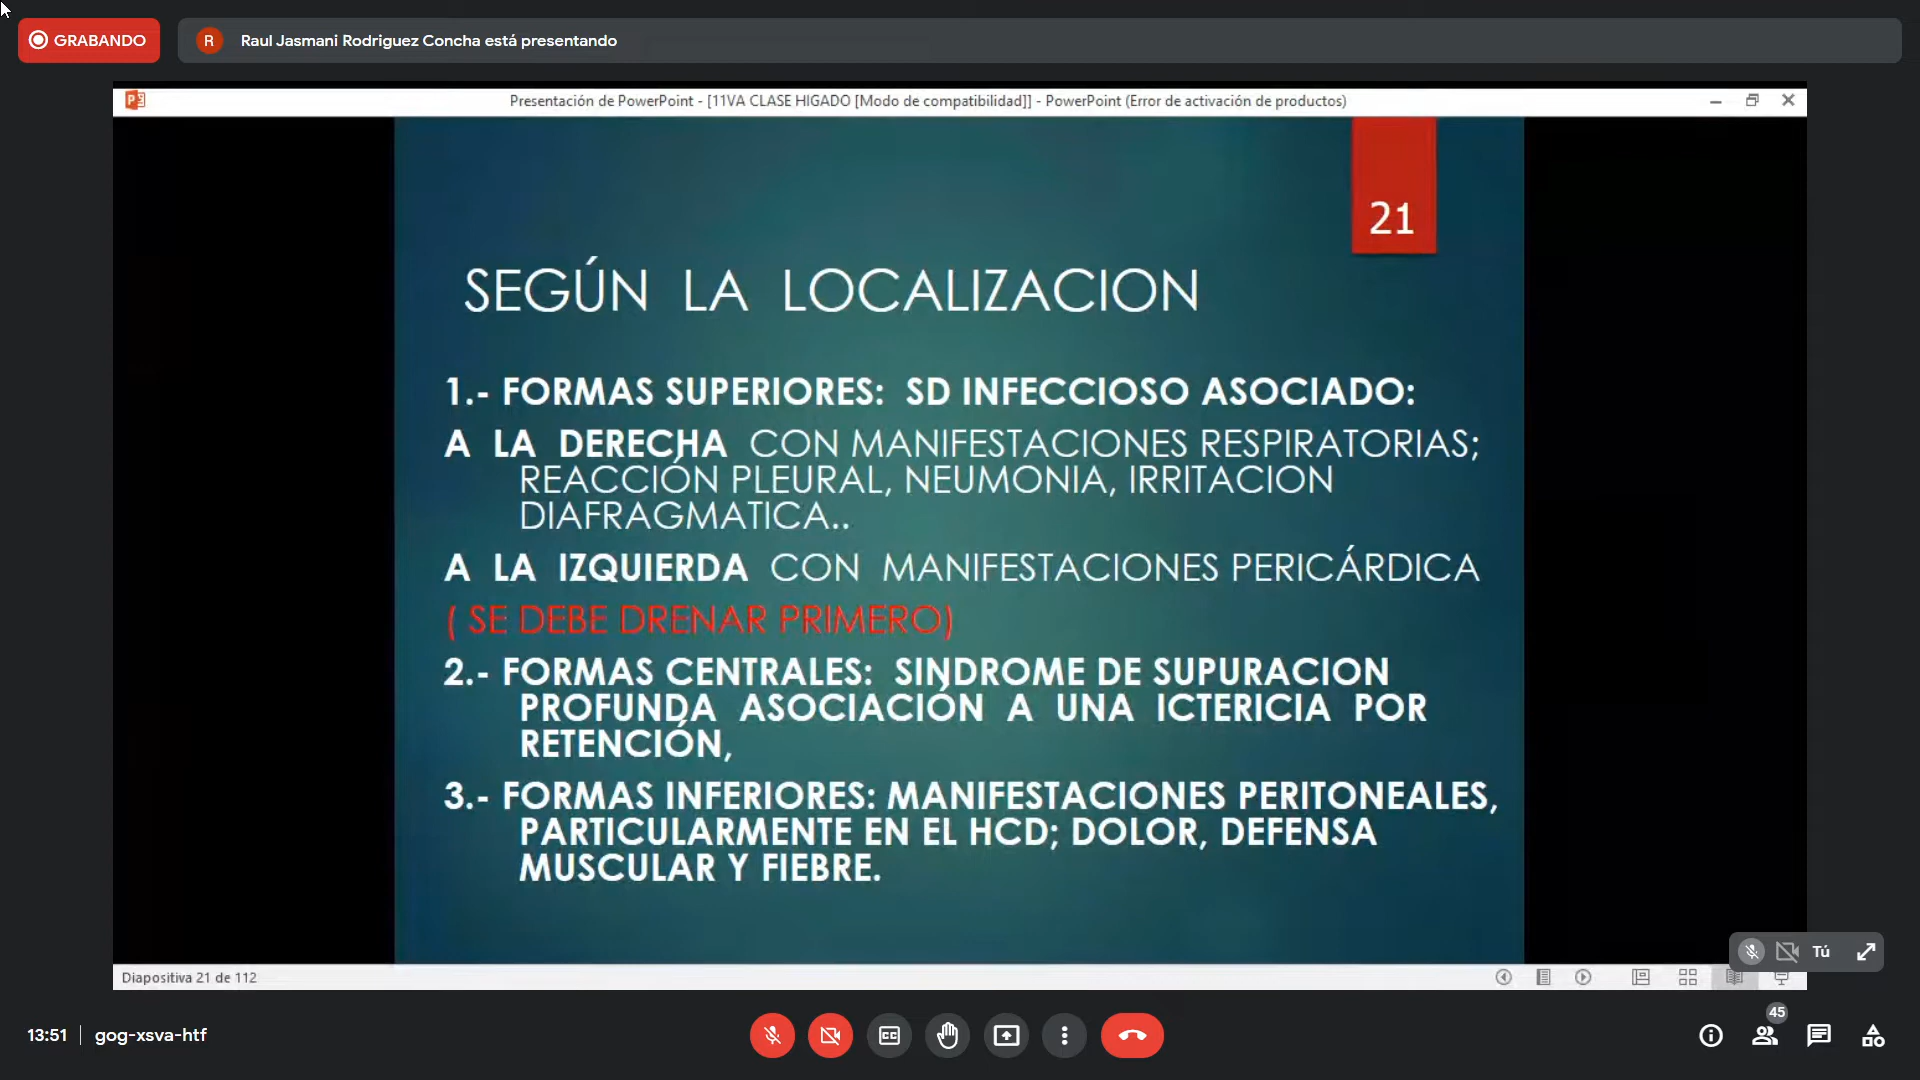 GRABANDO
R
Raul Jasmani Rodriguez Concha está presentando
Presentación de PowerPoint - [11VA CLASE HIGADO [Modo de compatibilidad]] - PowerPoint (Error de activación de productos)
21
SEGÚN LA LOCALIZACION
1.- FORMAS SUPERIORES: SD INFECCIOSO ASOCIADO:
A LA DERECHA CON MANIFESTACIONES RESPIRATORIAS;
REACCIÓN PLEURAL, NEUMONIA, IRRITACION
DIAFRAGMATICA..
A LA IZQUIERDA CON MANIFESTACIONES PERICÁRDICA
( SE DEBE DRENAR PRIMERO)
2.- FORMAS CENTRALES: SINDROME DE SUPURACION
PROFUNDA ASOCIACIÓN A UNA ICTERICIA POR
RETENCIÓN,
3.- FORMAS INFERIORES: MANIFESTACIONES PERITONEALES,
PARTICULARMENTE EN EL HCD; DOLOR, DEFENSA
MUSCULAR Y FIEBRE.
Tú
Diapositiva 21 de 112
45
13:51 | gog-xsva-htf